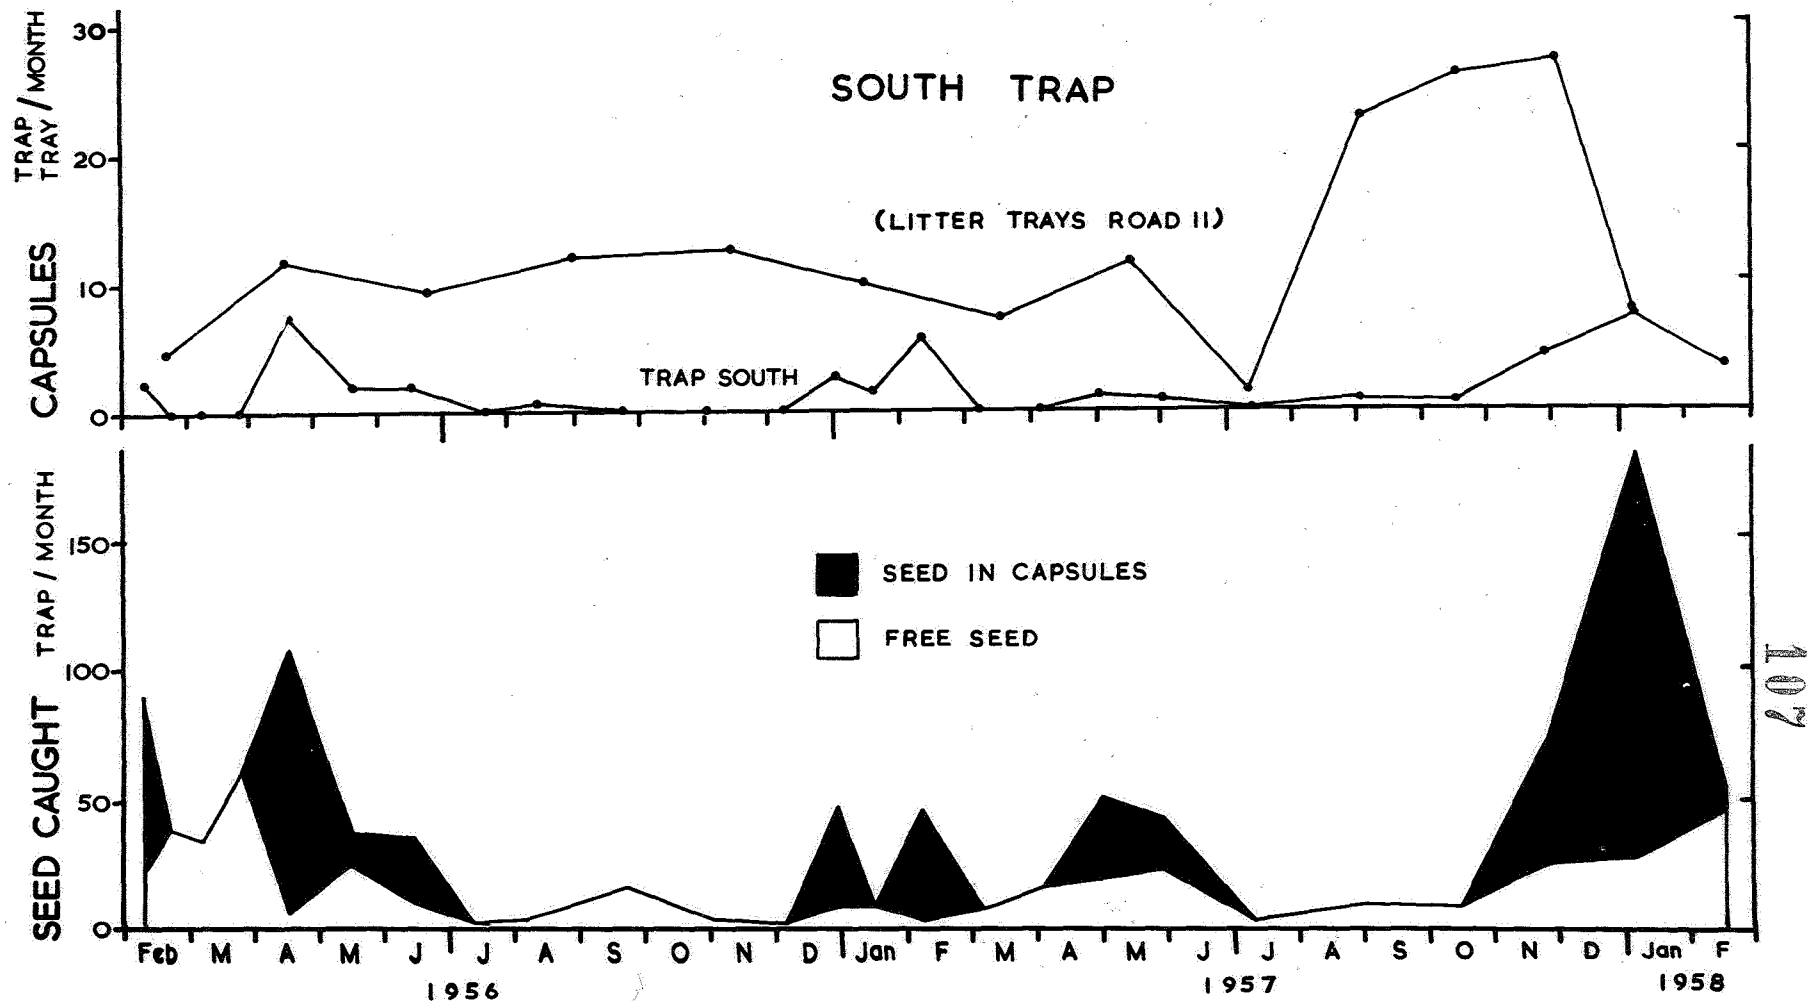 SOUTH TRAP
CAPSULES TRAP / MONTH
TRAY
30
20
10
0
(LITTER TRAYS ROAD II)
TRAP SOUTH
SEED CAUGHT TRAP / MONTH
150
100
50
0
SEED IN CAPSULES
FREE SEED
Feb M A M J J A S O N D Jan F M A M J J A S O N D Jan F
1956 1957 1958
107